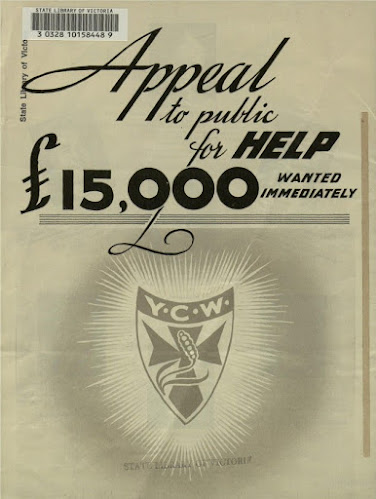 STATE LIBRARY OF VICTORIA
3 0328 10158448 9
State Library of Victo
Appeal
to public
for HELP
£15,000 WANTED
IMMEDIATELY
Y.C.W.
STATE LIBRARY OF VICTORIA